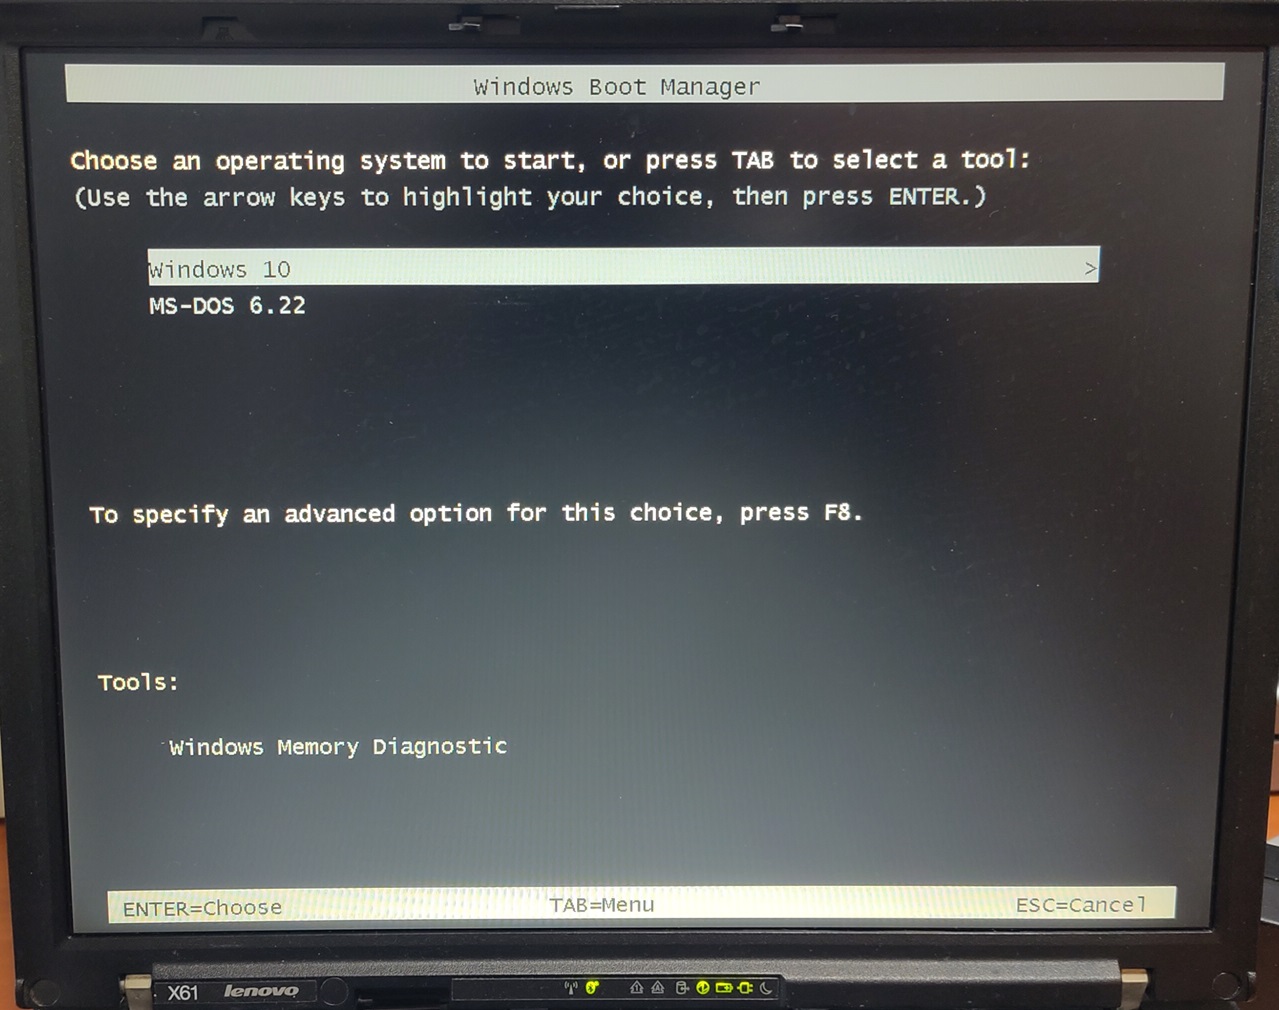 Windows Boot Manager
Choose an operating system to start, or press TAB to select a tool:
(Use the arrow keys to highlight your choice, then press ENTER.)
Windows 10 >
MS-DOS 6.22
To specify an advanced option for this choice, press F8.
Tools:
Windows Memory Diagnostic
ENTER=Choose TAB=Menu ESC=Cancel
X61 lenovo